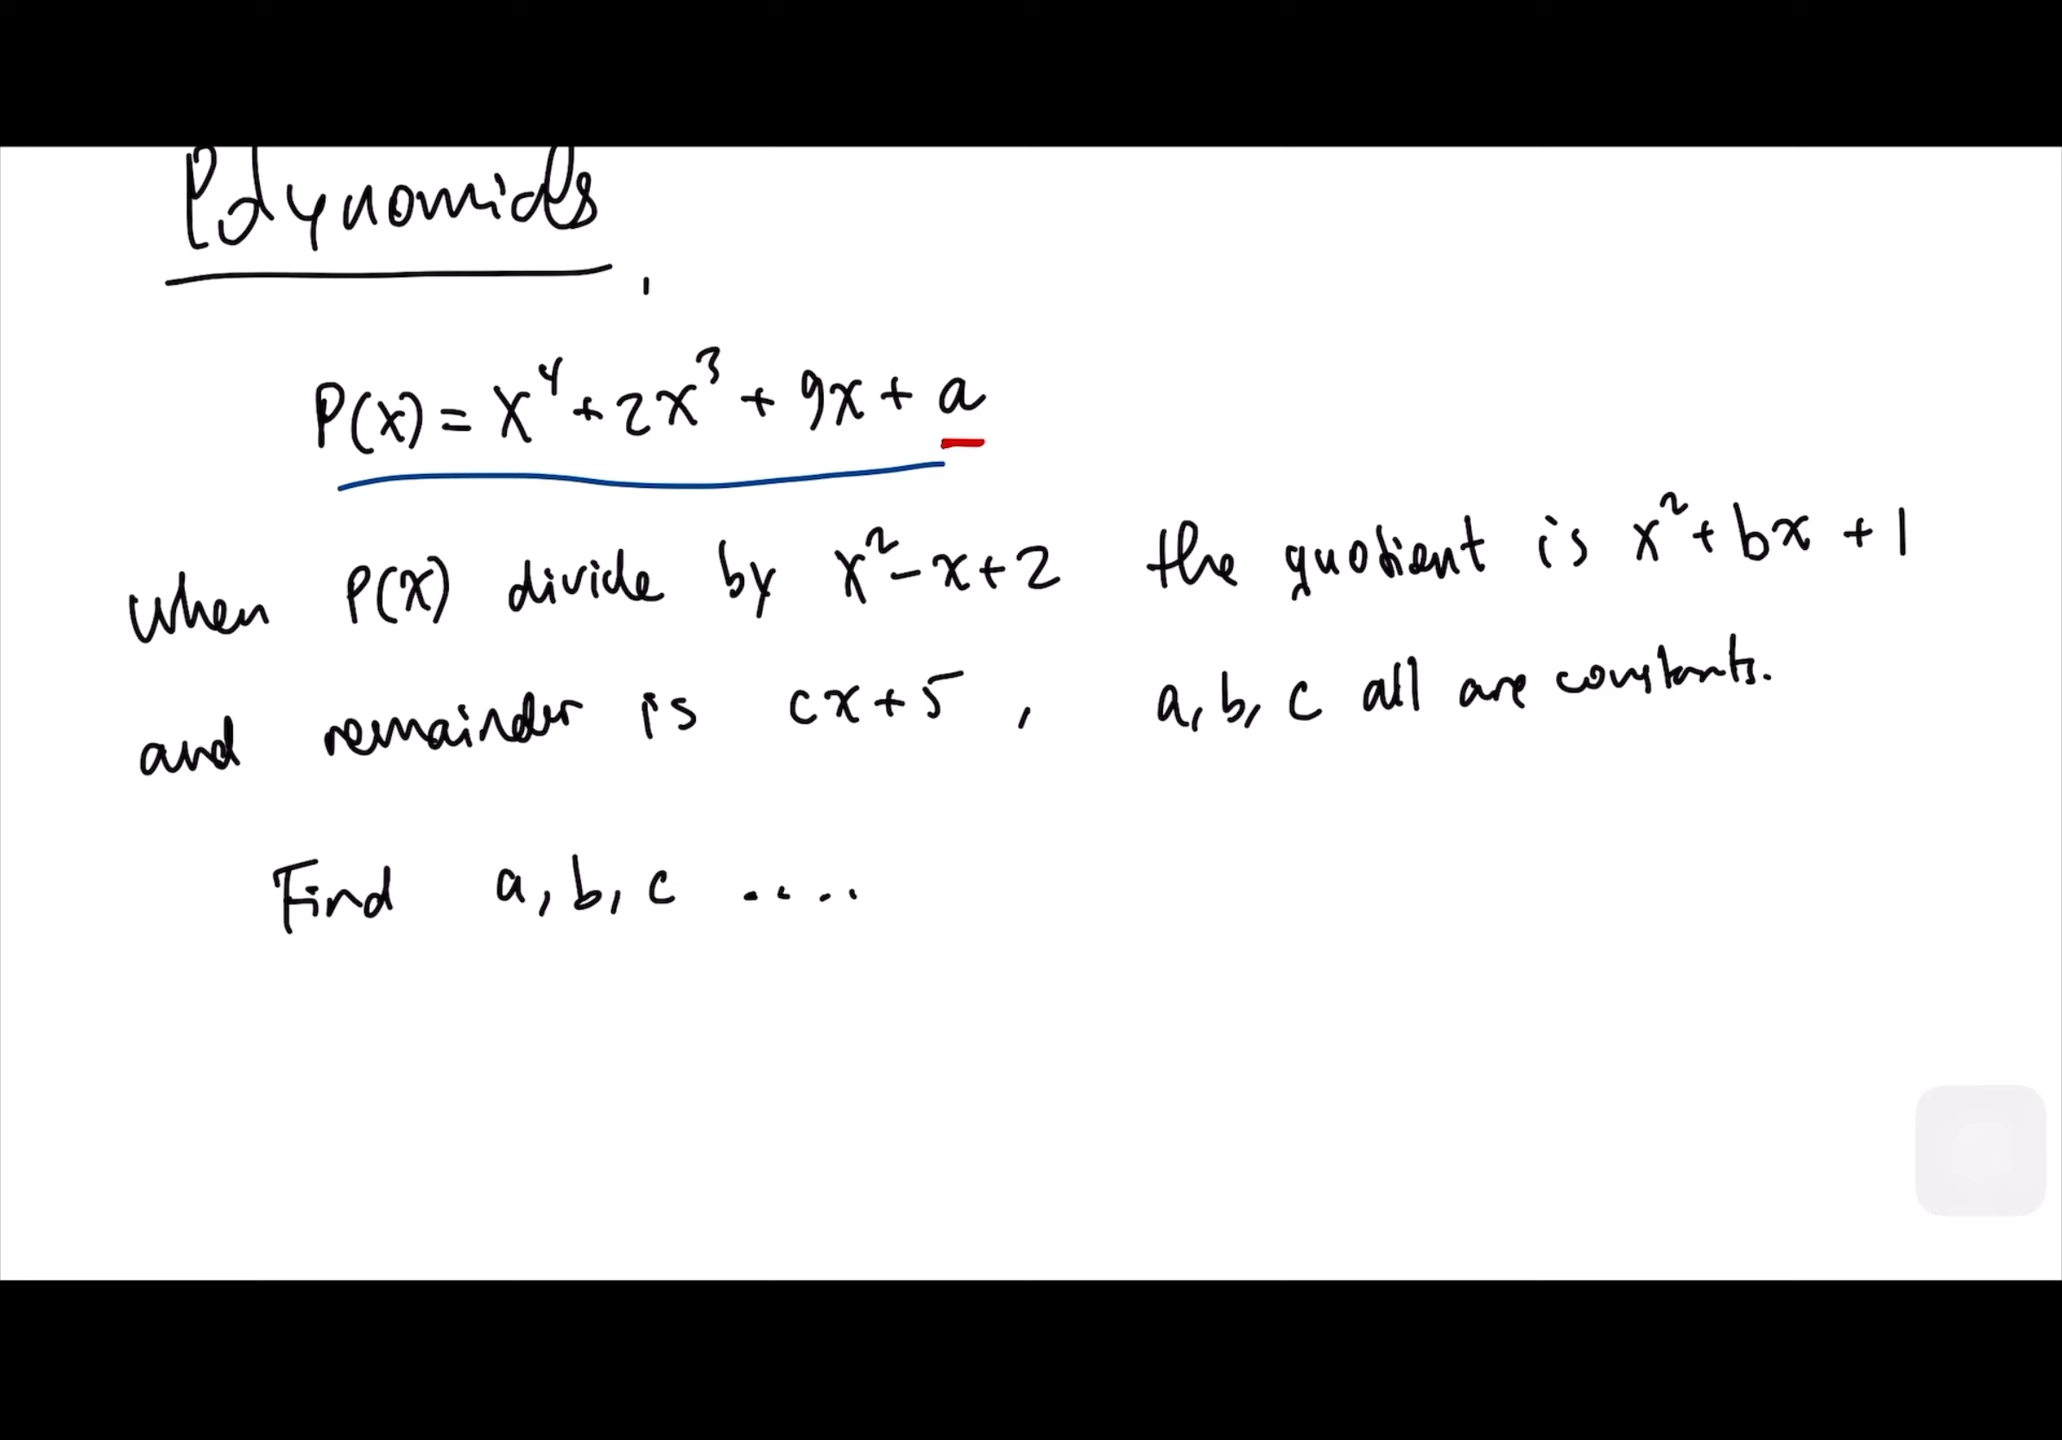 Polynomials
P(x) = x⁴ + 2x³ + 9x + a
when P(x) divide by x² - x + 2 the quotient is x² + bx + 1
and remainder is cx + 5 , a, b, c all are constants.
Find a, b, c ....